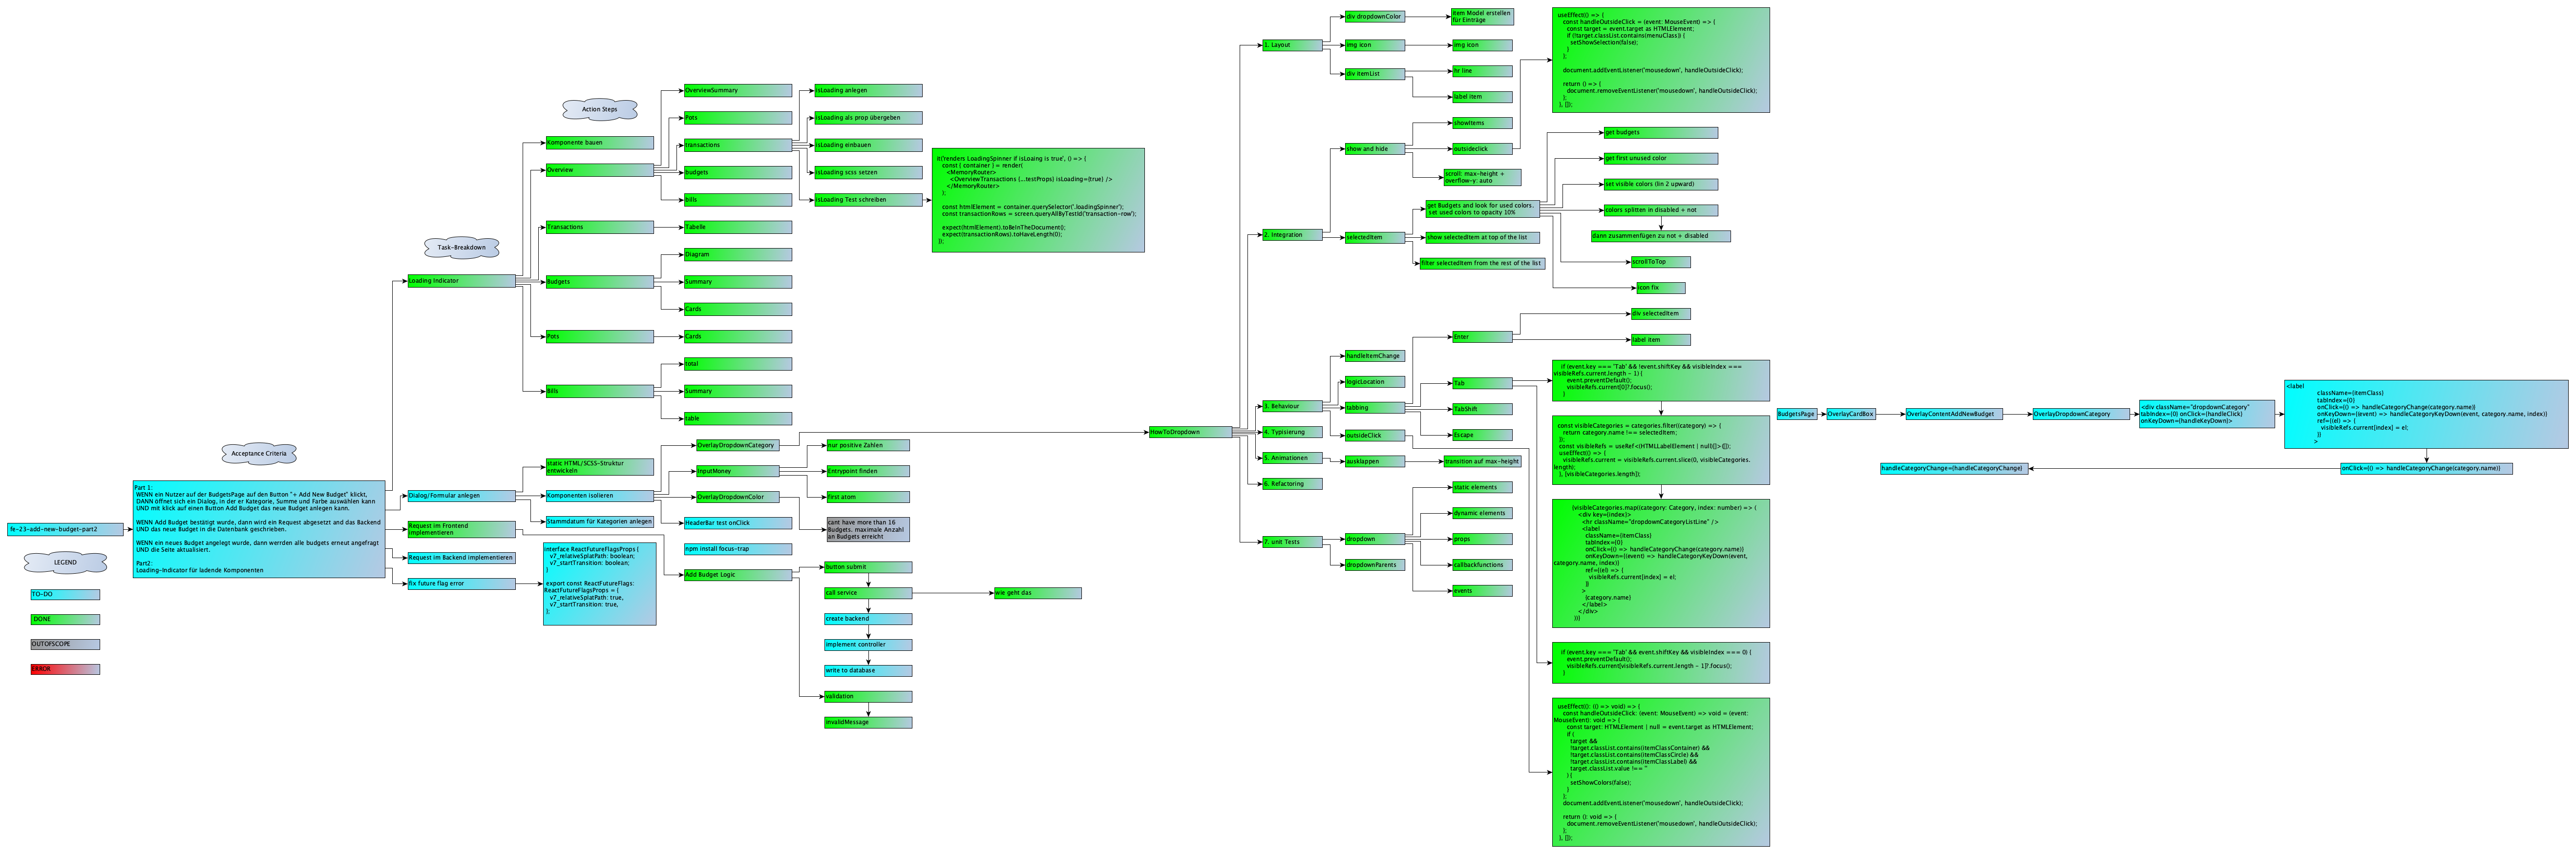 fe-23-add-new-budget-part2
LEGEND
TO-DO
DONE
OUTOFSCOPE
ERROR
Acceptance Criteria
Part 1:
WENN ein Nutzer auf der BudgetsPage auf den Button "+ Add New Budget" klickt,
DANN öffnet sich ein Dialog, in der er Kategorie, Summe und Farbe auswählen kann
UND mit klick auf einen Button Add Budget das neue Budget anlegen kann.
WENN Add Budget bestätigt wurde, dann wird ein Request abgesetzt und das Backend
UND das neue Budget in die Datenbank geschrieben.
WENN ein neues Budget angelegt wurde, dann werrden alle budgets erneut angefragt
UND die Seite aktualisiert.
Part2:
Loading-Indicator für ladende Komponenten
Task-Breakdown
Loading Indicator
Dialog/Formular anlegen
Request im Frontend
implementieren
Request im Backend implementieren
fix future flag error
Action Steps
Komponente bauen
Overview
Transactions
Budgets
Pots
Bills
static HTML/SCSS-Struktur
entwickeln
Komponenten isolieren
Stammdatum für Kategorien anlegen
interface ReactFutureFlagsProps {
v7_relativeSplatPath: boolean;
v7_startTransition: boolean;
}
export const ReactFutureFlags:
ReactFutureFlagsProps = {
v7_relativeSplatPath: true,
v7_startTransition: true,
};
OverviewSummary
Pots
transactions
budgets
bills
Tabelle
Diagram
Summary
Cards
Cards
total
Summary
table
OverlayDropdownCategory
InputMoney
OverlayDropdownColor
HeaderBar test onClick
npm install focus-trap
Add Budget Logic
isLoading anlegen
isLoading als prop übergeben
isLoading einbauen
isLoading scss setzen
isLoading Test schreiben
nur positive Zahlen
Entrypoint finden
first atom
cant have more than 16
Budgets. maximale Anzahl
an Budgets erreicht
button submit
call service
create backend
implement controller
write to database
validation
invalidMessage
wie geht das
it('renders LoadingSpinner if isLoaing is true', () => {
const { container } = render(
<MemoryRouter>
<OverviewTransactions {...testProps} isLoading={true} />
</MemoryRouter>
);
const htmlElement = container.querySelector('.loadingSpinner');
const transactionRows = screen.queryAllByTestId('transaction-row');
expect(htmlElement).toBeInTheDocument();
expect(transactionRows).toHaveLength(0);
});
HowToDropdown
1. Layout
2. Integration
3. Behaviour
4. Typisierung
5. Animationen
6. Refactoring
7. unit Tests
div dropdownColor
img icon
div itemList
show and hide
selectedItem
handleItemChange
logicLocation
tabbing
outsideClick
ausklappen
dropdown
dropdownParents
item Model erstellen
für Einträge
img icon
hr line
label item
showItems
outsideclick
scroll: max-height +
overflow-y: auto
get Budgets and look for used colors.
set used colors to opacity 10%
show selectedItem at top of the list
filter selectedItem from the rest of the list
Enter
Tab
TabShift
Escape
transition auf max-height
static elements
dynamic elements
props
callbackfunctions
events
useEffect(() => {
const handleOutsideClick = (event: MouseEvent) => {
const target = event.target as HTMLElement;
if (!target.classList.contains(menuClass)) {
setShowSelection(false);
}
};
document.addEventListener('mousedown', handleOutsideClick);
return () => {
document.removeEventListener('mousedown', handleOutsideClick);
};
}, []);
get budgets
get first unused color
set visible colors (lin 2 upward)
colors splitten in disabled + not
dann zusammenfügen zu not + disabled
scrollToTop
icon fix
div selectedItem
label item
if (event.key === 'Tab' && !event.shiftKey && visibleIndex ===
visibleRefs.current.length - 1) {
event.preventDefault();
visibleRefs.current[0]?.focus();
}
const visibleCategories = categories.filter((category) => {
return category.name !== selectedItem;
});
const visibleRefs = useRef<(HTMLLabelElement | null)[]>([]);
useEffect(() => {
visibleRefs.current = visibleRefs.current.slice(0, visibleCategories.
length);
}, [visibleCategories.length];
{visibleCategories.map((category: Category, index: number) => (
<div key={index}>
<hr className="dropdownCategoryListLine" />
<label
className={itemClass}
tabIndex={0}
onClick={() => handleCategoryChange(category.name)}
onKeyDown={(event) => handleCategoryKeyDown(event,
category.name, index)}
ref={(el) => {
visibleRefs.current[index] = el;
}}
>
{category.name}
</label>
</div>
))}
if (event.key === 'Tab' && event.shiftKey && visibleIndex === 0) {
event.preventDefault();
visibleRefs.current[visibleRefs.current.length - 1]?.focus();
}
useEffect((): (() => void) => {
const handleOutsideClick: (event: MouseEvent) => void = (event:
MouseEvent): void => {
const target: HTMLElement | null = event.target as HTMLElement;
if (
target &&
!target.classList.contains(itemClassContainer) &&
!target.classList.contains(itemClassCircle) &&
!target.classList.contains(itemClassLabel) &&
target.classList.value !== ''
) {
setShowColors(false);
}
};
document.addEventListener('mousedown', handleOutsideClick);
return (): void => {
document.removeEventListener('mousedown', handleOutsideClick);
};
}, []);
BudgetsPage
OverlayCardBox
OverlayContentAddNewBudget
OverlayDropdownCategory
<div className="dropdownCategory"
tabIndex={0} onClick={handleClick}
onKeyDown={handleKeyDown}>
<label
className={itemClass}
tabIndex={0}
onClick={() => handleCategoryChange(category.name)}
onKeyDown={(event) => handleCategoryKeyDown(event, category.name, index)}
ref={(el) => {
visibleRefs.current[index] = el;
}}
>
onClick={() => handleCategoryChange(category.name)}
handleCategoryChange={handleCategoryChange}